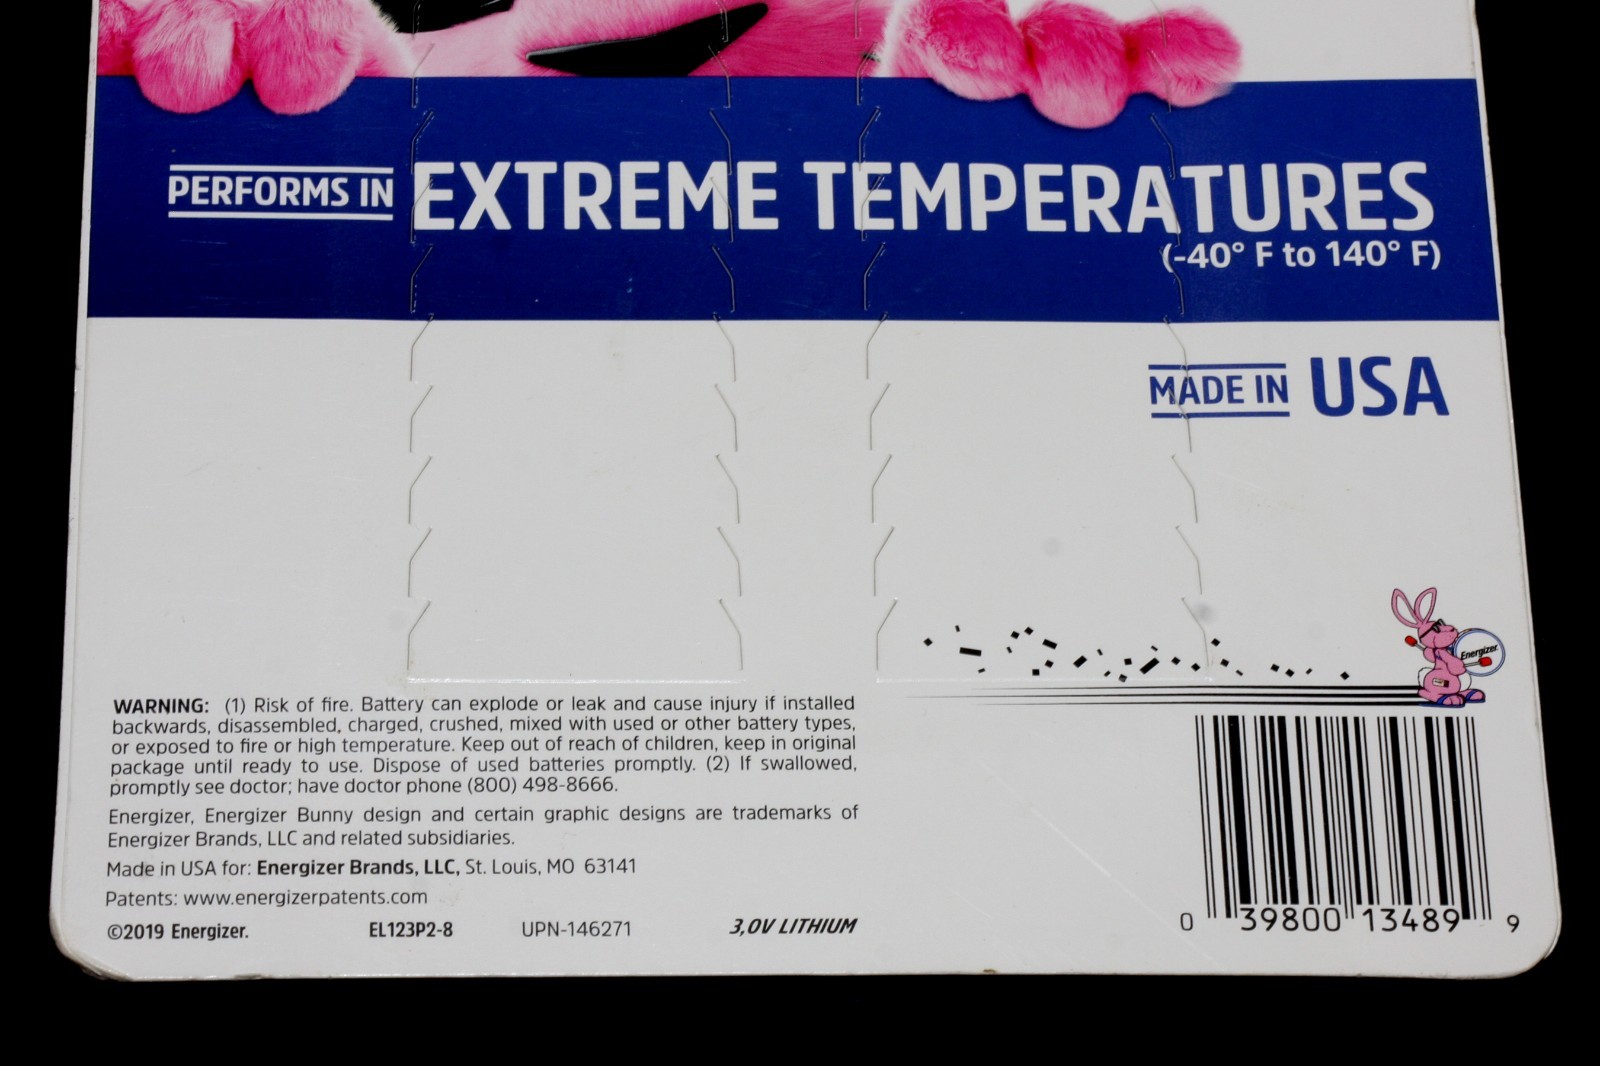 PERFORMS IN EXTREME TEMPERATURES
(-40° F to 140° F)
MADE IN USA
Energizer
WARNING: (1) Risk of fire. Battery can explode or leak and cause injury if installed
backwards, disassembled, charged, crushed, mixed with used or other battery types,
or exposed to fire or high temperature. Keep out of reach of children, keep in original
package until ready to use. Dispose of used batteries promptly. (2) If swallowed,
promptly see doctor; have doctor phone (800) 498-8666.
Energizer, Energizer Bunny design and certain graphic designs are trademarks of
Energizer Brands, LLC and related subsidiaries.
Made in USA for: Energizer Brands, LLC, St. Louis, MO 63141
Patents: www.energizerpatents.com
©2019 Energizer. EL123P2-8 UPN-146271 3,0V LITHIUM
0 39800 13489 9